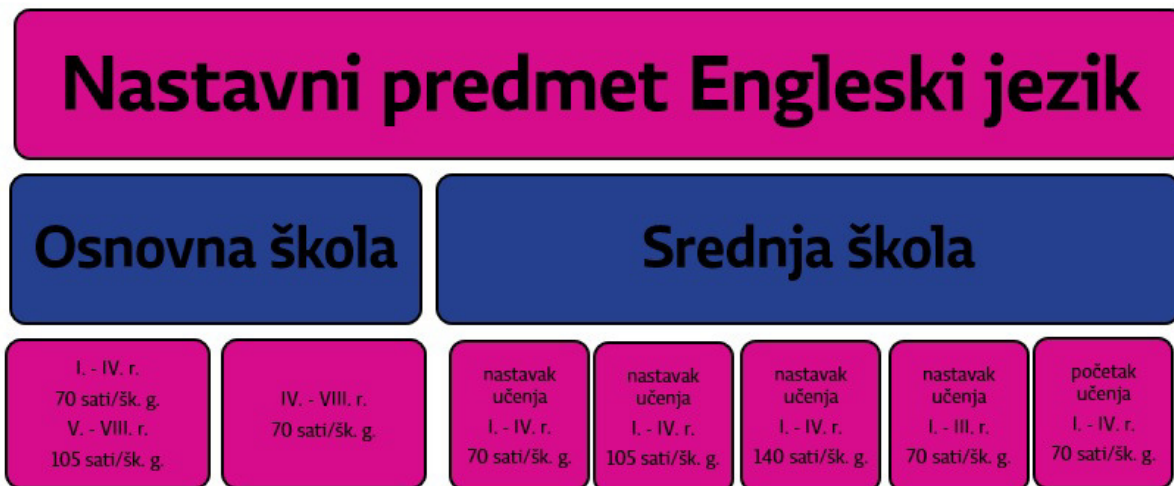 Nastavni predmet Engleski jezik
Osnovna škola
Srednja škola
I. - IV. r.
70 sati/šk. g.
V. - VIII. r.
105 sati/šk. g.
IV. - VIII. r.
70 sati/šk. g.
nastavak
učenja
I. - IV. r.
70 sati/šk. g.
nastavak
učenja
I. - IV. r.
105 sati/šk. g.
nastavak
učenja
I. - IV. r.
140 sati/šk. g.
nastavak
učenja
I. - III. r.
70 sati/šk. g.
početak
učenja
I. - IV. r.
70 sati/šk. g.